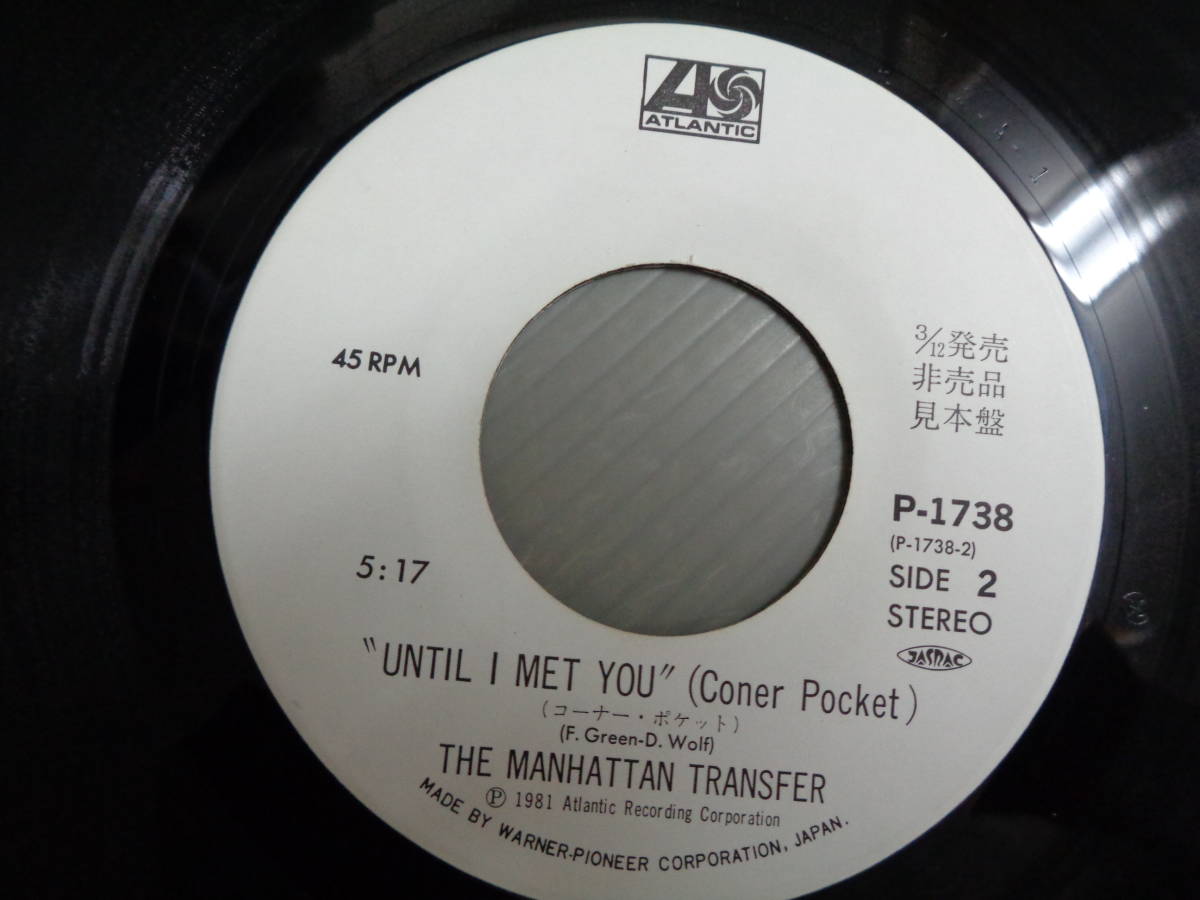 ATLANTIC
45 RPM
3/12発売
非売品
見本盤
P-1738
(P-1738-2)
SIDE 2
STEREO
JASRAC
5:17
"UNTIL I MET YOU" (Coner Pocket)
(コーナー・ポケット)
(F. Green-D. Wolf)
THE MANHATTAN TRANSFER
Ⓟ 1981 Atlantic Recording Corporation
MADE BY WARNER-PIONEER CORPORATION, JAPAN.